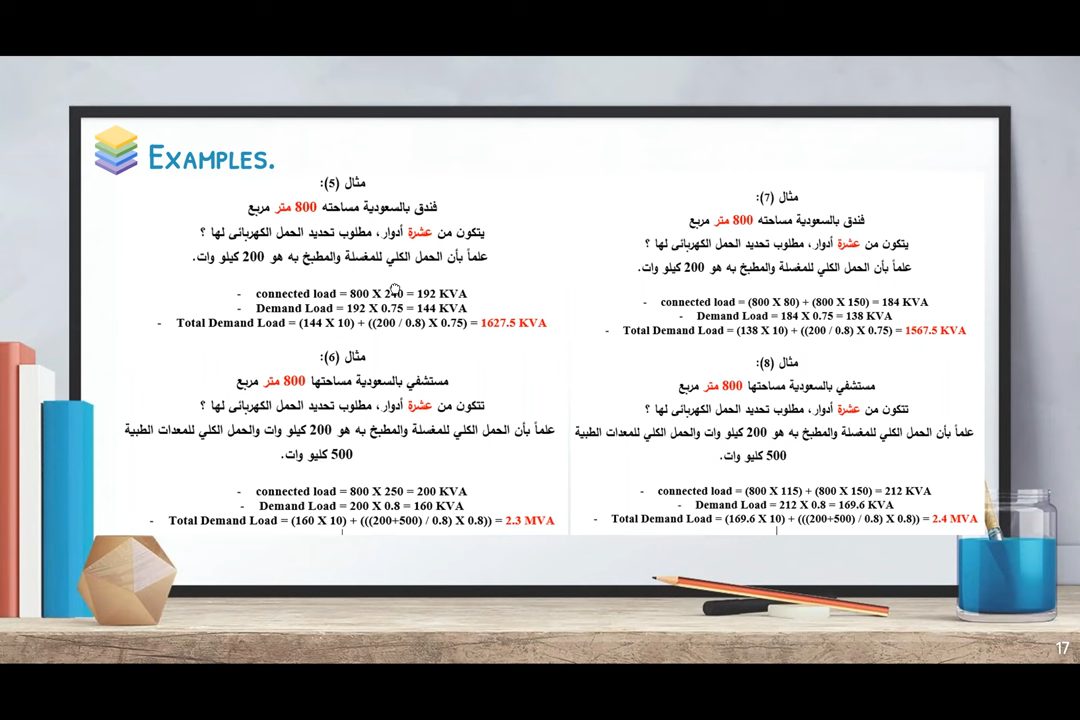 EXAMPLES.
مثال (5):
فندق بالسعودية مساحته 800 متر مربع
يتكون من عشرة أدوار، مطلوب تحديد الحمل الكهربائى لها ؟
علماً بأن الحمل الكلي للمغسلة والمطبخ به هو 200 كيلو وات.
- connected load = 800 X 240 = 192 KVA
- Demand Load = 192 X 0.75 = 144 KVA
- Total Demand Load = (144 X 10) + ((200 / 0.8) X 0.75) = 1627.5 KVA
مثال (6):
مستشفي بالسعودية مساحتها 800 متر مربع
تتكون من عشرة أدوار، مطلوب تحديد الحمل الكهربائى لها ؟
علماً بأن الحمل الكلي للمغسلة والمطبخ به هو 200 كيلو وات والحمل الكلي للمعدات الطبية
500 كليو وات.
- connected load = 800 X 250 = 200 KVA
- Demand Load = 200 X 0.8 = 160 KVA
- Total Demand Load = (160 X 10) + (((200+500) / 0.8) X 0.8)) = 2.3 MVA
مثال (7):
فندق بالسعودية مساحته 800 متر مربع
يتكون من عشرة أدوار، مطلوب تحديد الحمل الكهربائى لها ؟
علماً بأن الحمل الكلي للمغسلة والمطبخ به هو 200 كيلو وات.
- connected load = (800 X 80) + (800 X 150) = 184 KVA
- Demand Load = 184 X 0.75 = 138 KVA
- Total Demand Load = (138 X 10) + ((200 / 0.8) X 0.75) = 1567.5 KVA
مثال (8):
مستشفي بالسعودية مساحتها 800 متر مربع
تتكون من عشرة أدوار، مطلوب تحديد الحمل الكهربائى لها ؟
علماً بأن الحمل الكلي للمغسلة والمطبخ به هو 200 كيلو وات والحمل الكلي للمعدات الطبية
500 كليو وات.
- connected load = (800 X 115) + (800 X 150) = 212 KVA
- Demand Load = 212 X 0.8 = 169.6 KVA
- Total Demand Load = (169.6 X 10) + (((200+500) / 0.8) X 0.8)) = 2.4 MVA
17